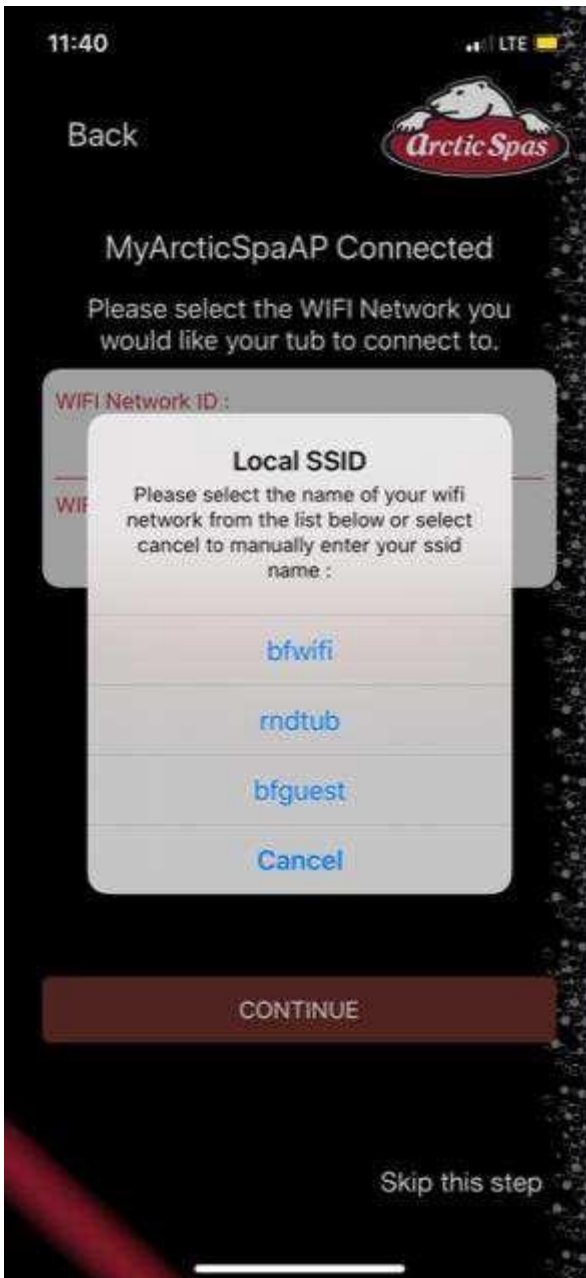 11:40
LTE
Back
Arctic Spas
MyArcticSpaAP Connected
Please select the WIFI Network you
would like your tub to connect to.
WIFI Network ID :
WIF
Local SSID
Please select the name of your wifi
network from the list below or select
cancel to manually enter your ssid
name :
bfwifi
rndtub
bfguest
Cancel
CONTINUE
Skip this step